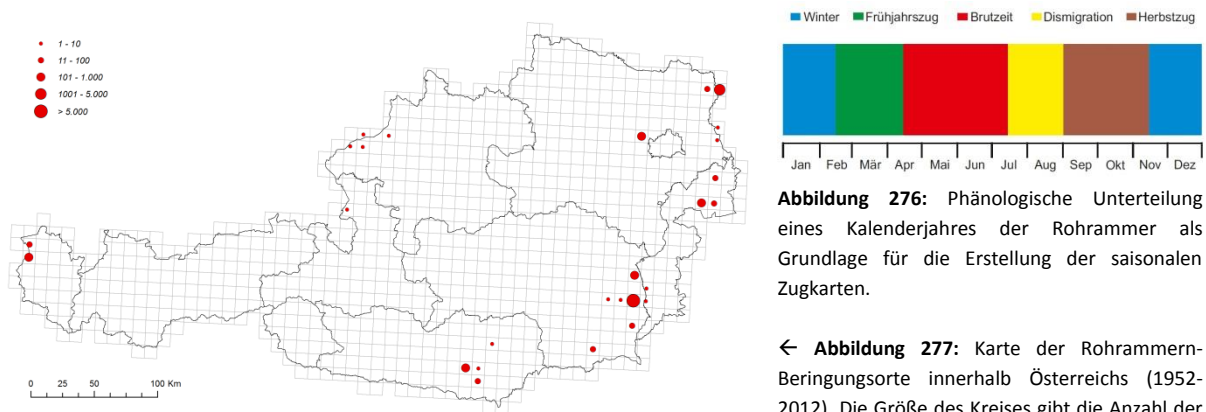 1 - 10
11 - 100
101 - 1.000
1001 - 5.000
> 5.000
0 25 50 100 Km
Winter Frühjahrszug Brutzeit Dismigration Herbstzug
Jan Feb Mär Apr Mai Jun Jul Aug Sep Okt Nov Dez
Abbildung 276: Phänologische Unterteilung
eines Kalenderjahres der Rohrammer als
Grundlage für die Erstellung der saisonalen
Zugkarten.
← Abbildung 277: Karte der Rohrammern-
Beringungsorte innerhalb Österreichs (1952-
2012). Die Größe des Kreises gibt die Anzahl der